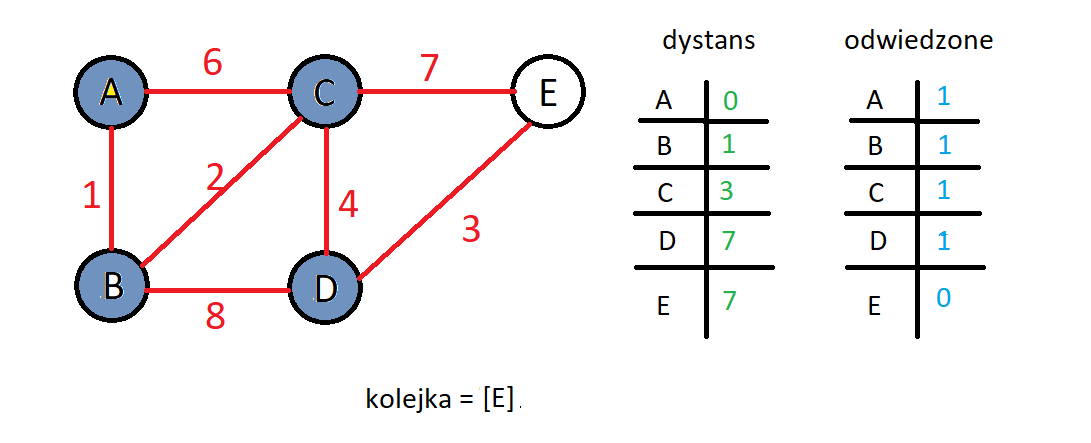 dystans odwiedzone
6 7
A C E
A 0 A 1
B 1 B 1
2
1 4 3
C 3 C 1
D 7 D 1
B D
8
E 7 E 0
kolejka = [E].